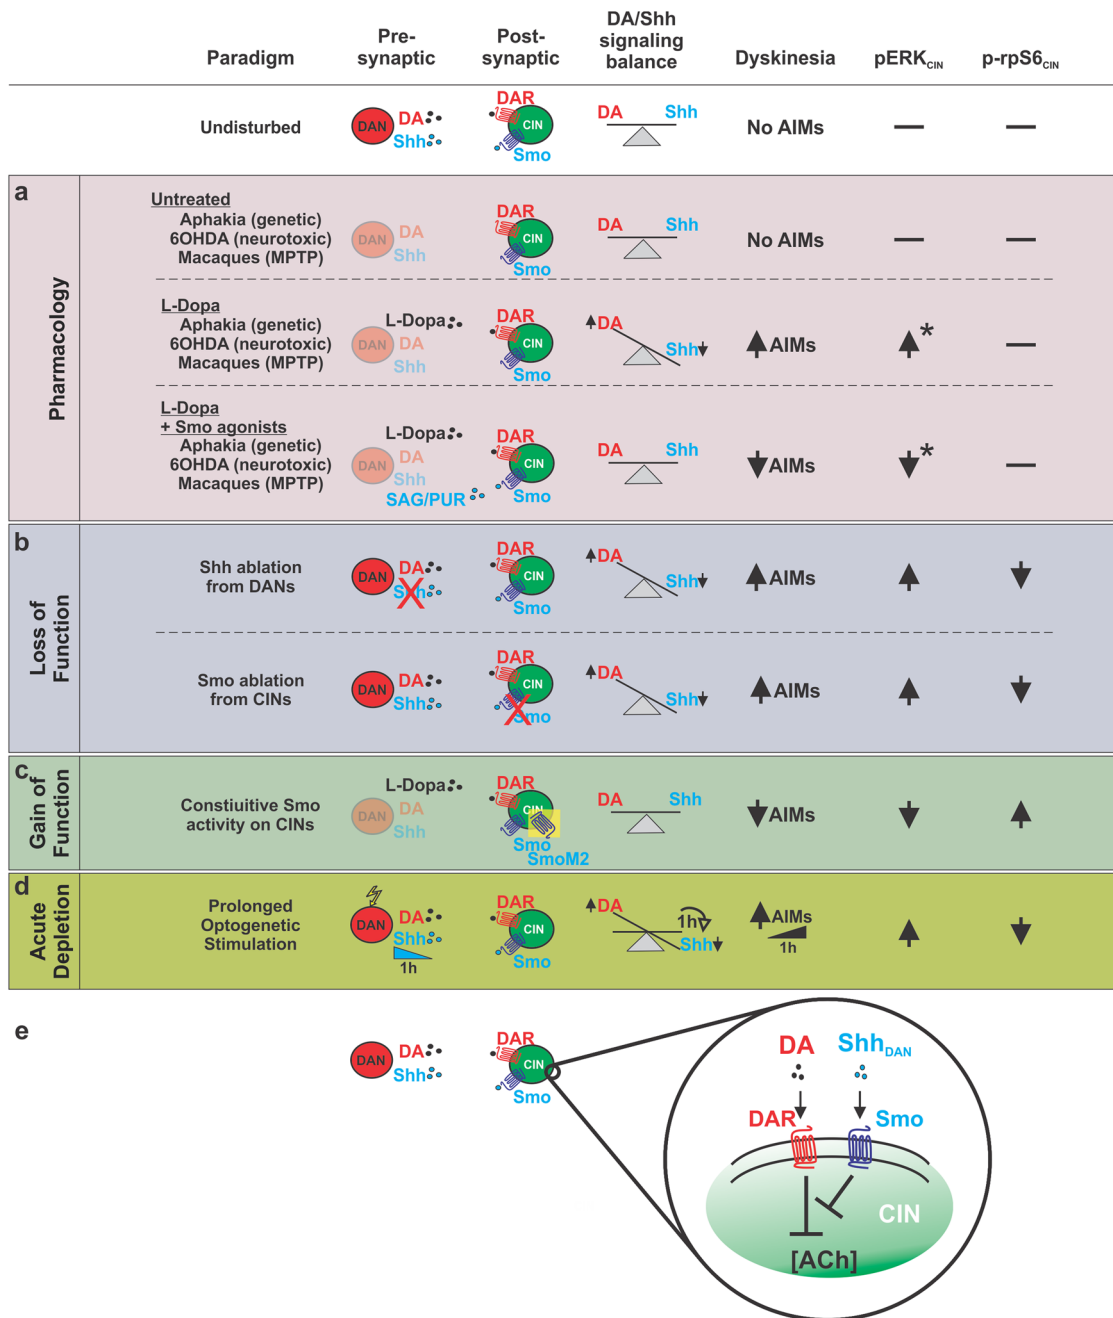 Paradigm
Pre-
synaptic
Post-
synaptic
DA/Shh
signaling
balance
Dyskinesia
pERK_CIN
p-rpS6_CIN
Undisturbed
DAN
DA
Shh
DAR
CIN
Smo
DA
Shh
No AIMs
—
—
a
Pharmacology
Untreated
Aphakia (genetic)
6OHDA (neurotoxic)
Macaques (MPTP)
DAN
DA
Shh
DAR
CIN
Smo
DA
Shh
No AIMs
—
—
L-Dopa
Aphakia (genetic)
6OHDA (neurotoxic)
Macaques (MPTP)
L-Dopa
DAN
DA
Shh
DAR
CIN
Smo
DA
Shh
AIMs
*
—
L-Dopa
+ Smo agonists
Aphakia (genetic)
6OHDA (neurotoxic)
Macaques (MPTP)
L-Dopa
DAN
DA
Shh
SAG/PUR
DAR
CIN
Smo
DA
Shh
AIMs
*
—
b
Loss of
Function
Shh ablation
from DANs
DAN
DA
Shh
DAR
CIN
Smo
DA
Shh
AIMs
Smo ablation
from CINs
DAN
DA
Shh
DAR
CIN
Smo
DA
Shh
AIMs
c
Gain of
Function
Constiuitive Smo
activity on CINs
L-Dopa
DAN
DA
Shh
DAR
CIN
Smo
SmoM2
DA
Shh
AIMs
d
Acute
Depletion
Prolonged
Optogenetic
Stimulation
DAN
DA
Shh
1h
DAR
CIN
Smo
DA
1h
Shh
AIMs
1h
e
DAN
DA
Shh
DAR
CIN
Smo
DA
Shh_DAN
DAR
Smo
CIN
[ACh]